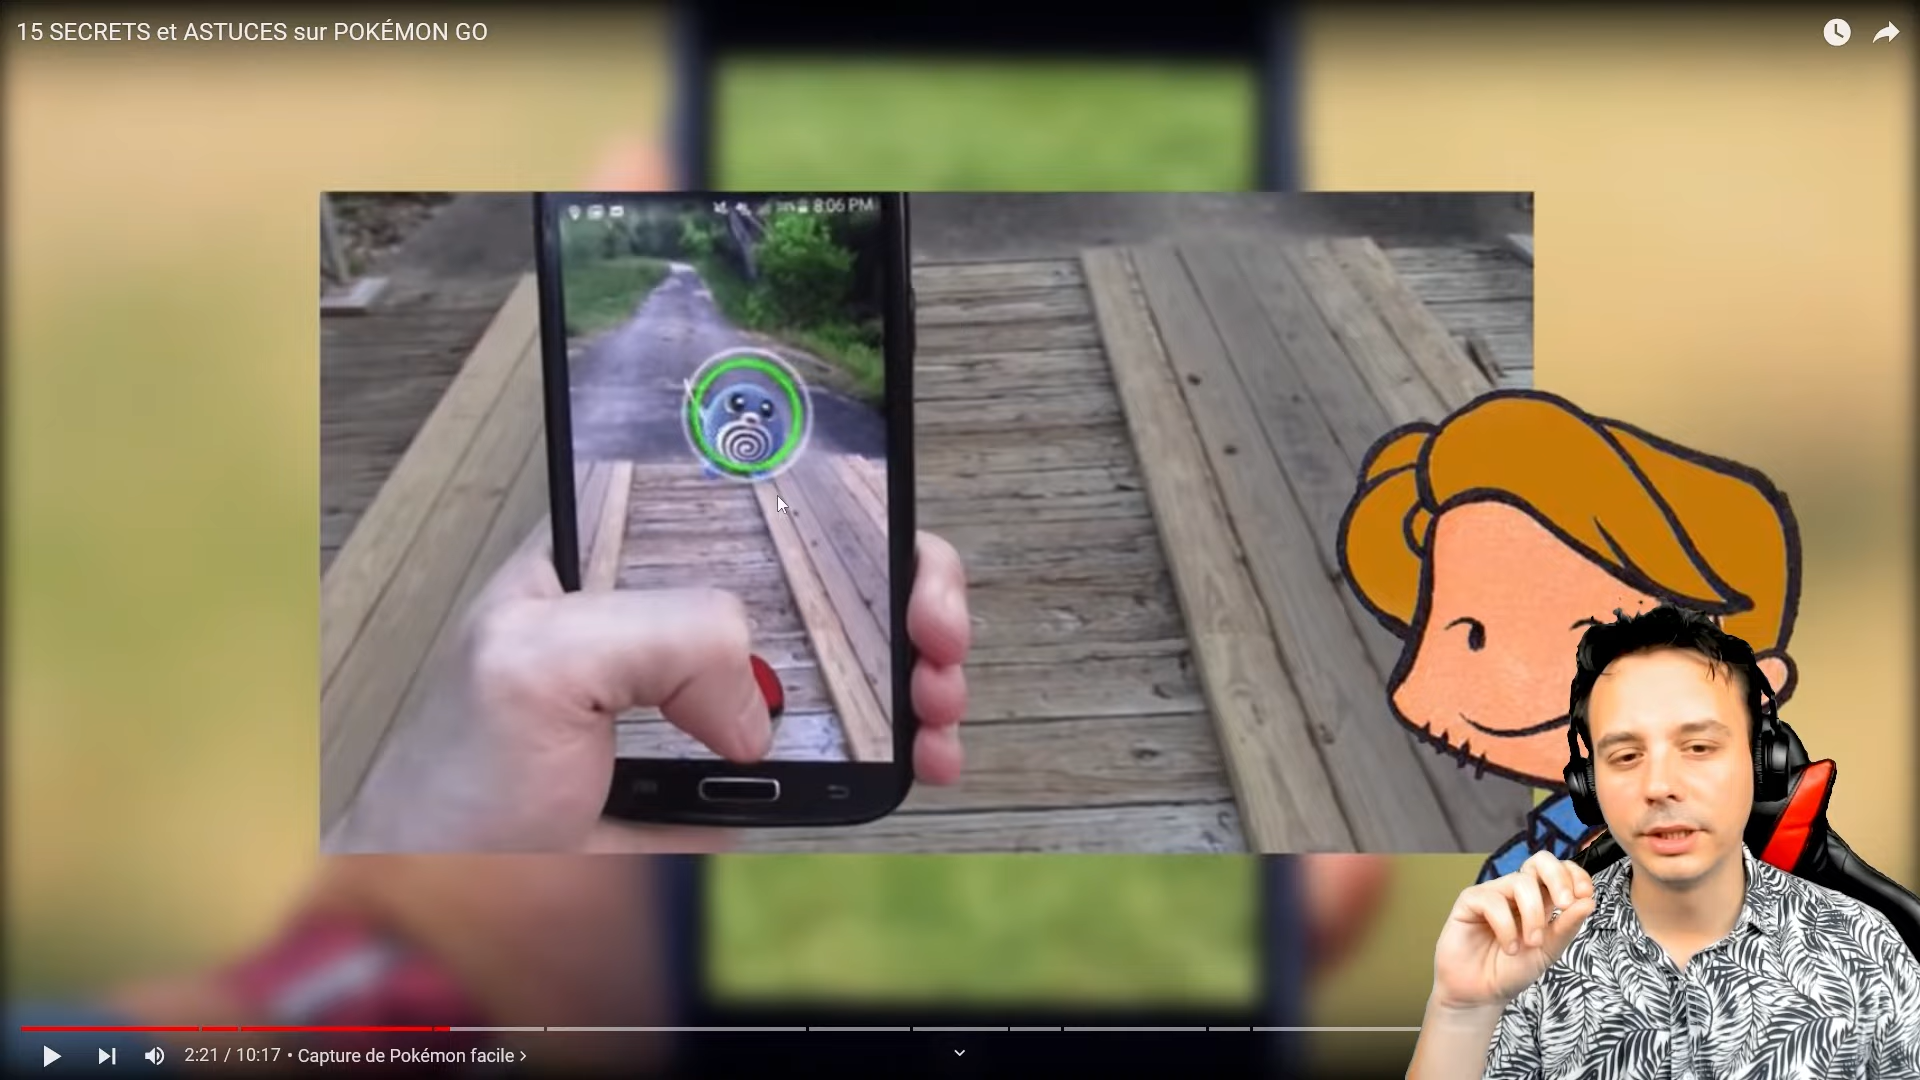 15 SECRETS et ASTUCES sur POKÉMON GO
8:06 PM
2:21 / 10:17 • Capture de Pokémon facile ›